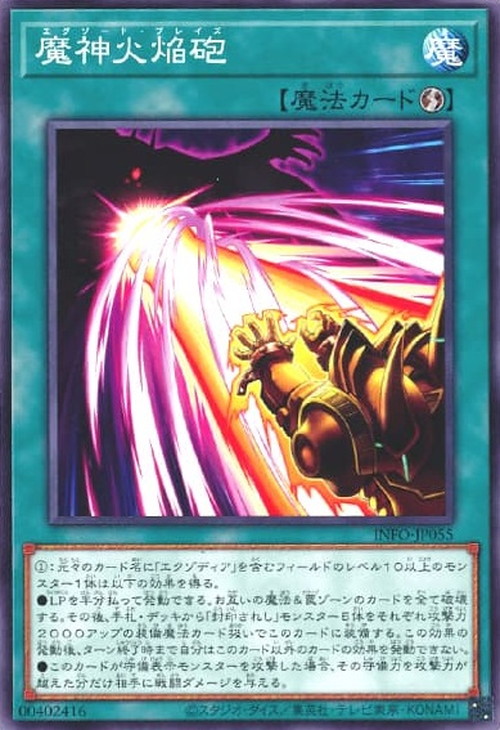 エグゾード・ブレイズ
魔神火焔砲
魔
【魔法カード】
INFO-JP055
①：元々のカード名に「エクゾディア」を含むフィールドのレベル１０以上のモン
スター１体は以下の効果を得る。
●LPを半分払って発動できる。お互いの魔法&罠ゾーンのカードを全て破壊
する。その後、手札・デッキから「封印されし」モンスター５体をそれぞれ攻撃力
２０００アップの装備魔法カード扱いでこのカードに装備する。この効果の
発動後、ターン終了時まで自分はこのカード以外のカードの効果を発動できない。
●このカードが守備表示モンスターを攻撃した場合、その守備力を攻撃力が
超えた分だけ相手に戦闘ダメージを与える。
00402416
©スタジオ・ダイス／集英社・テレビ東京・KONAMI